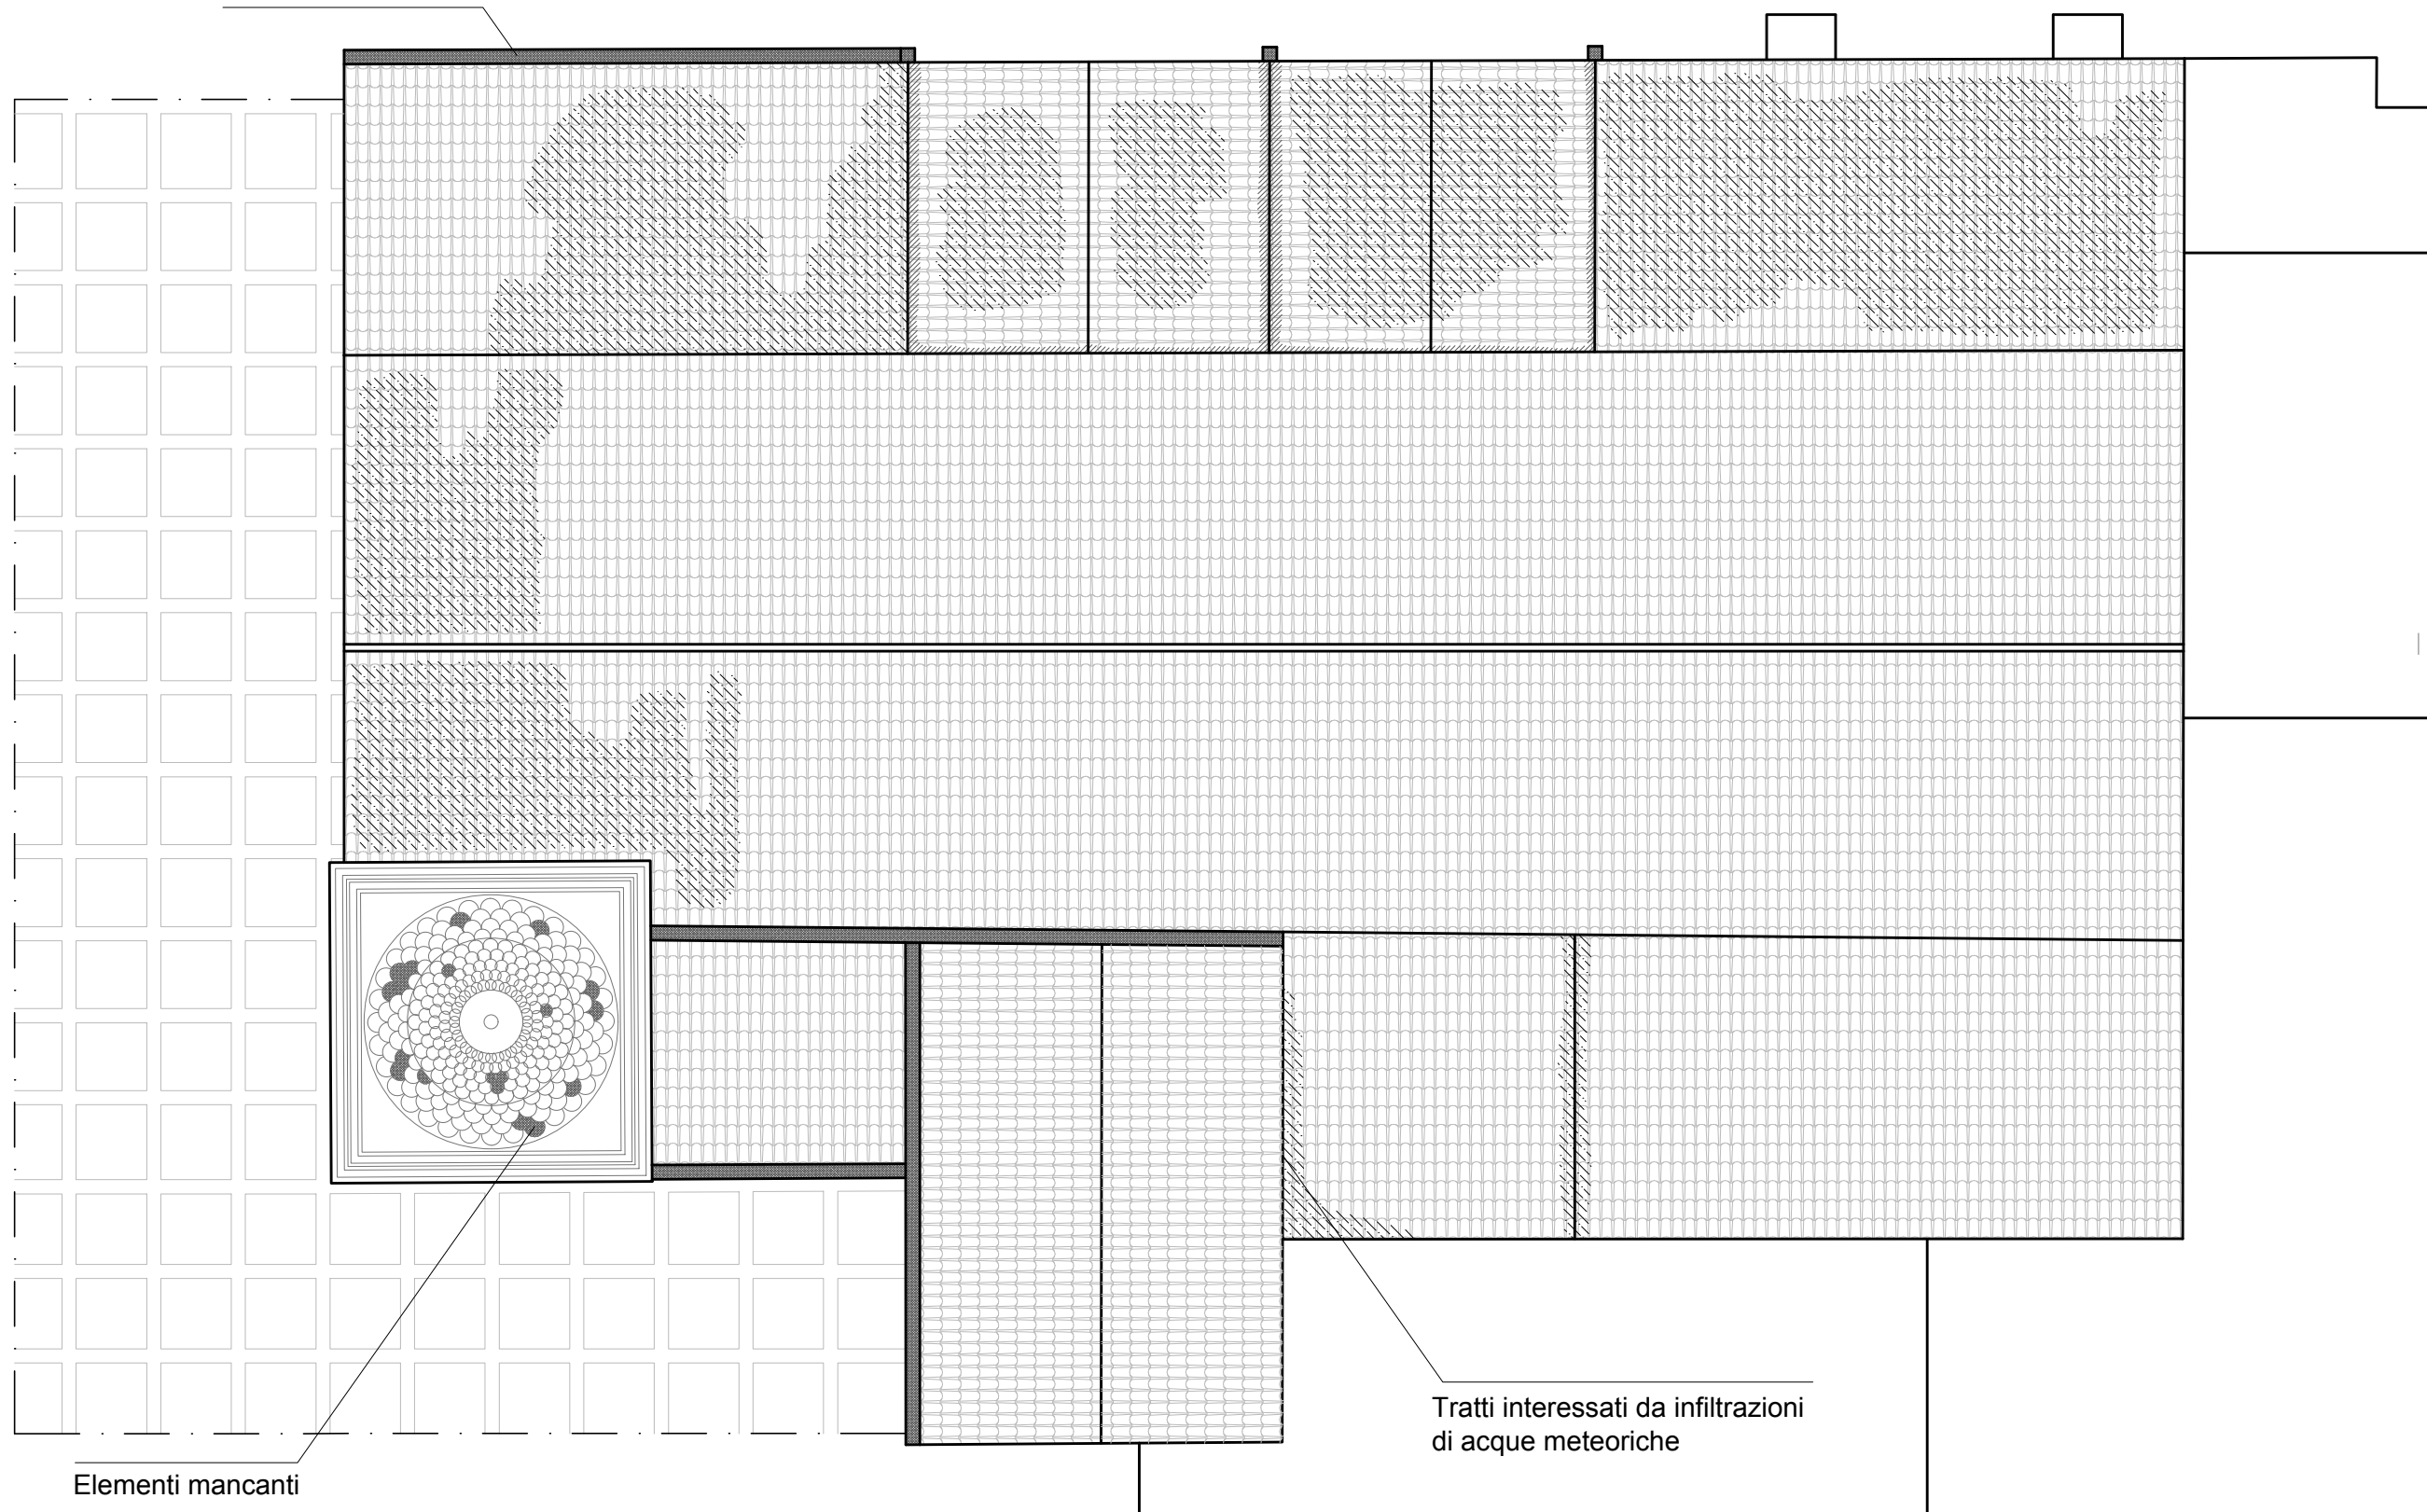 Tratti interessati da infiltrazioni
di acque meteoriche
Elementi mancanti